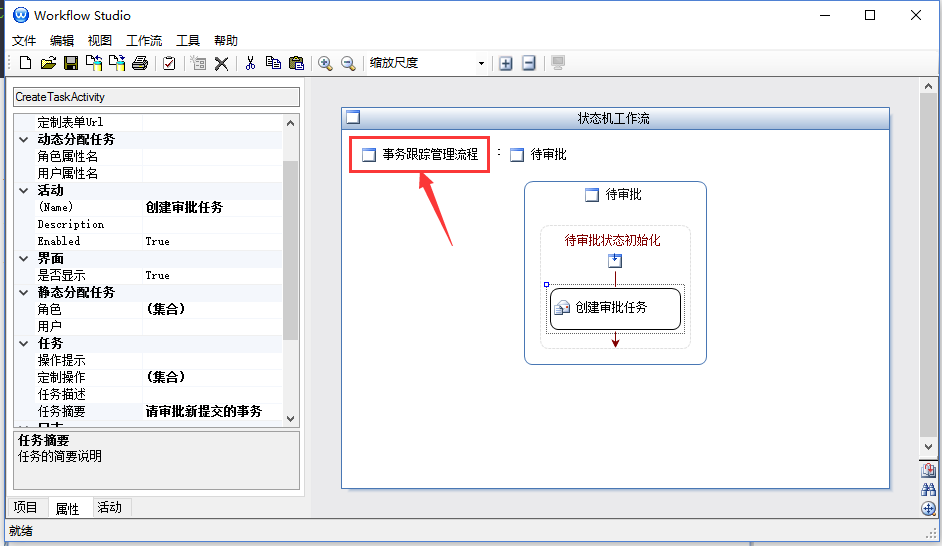 Workflow Studio
文件 编辑 视图 工作流 工具 帮助
缩放尺度
CreateTaskActivity
定制表单Url
动态分配任务
角色属性名
用户属性名
活动
(Name) 创建审批任务
Description
Enabled True
界面
是否显示 True
静态分配任务
角色 (集合)
用户
任务
操作提示
定制操作 (集合)
任务描述
任务摘要 请审批新提交的事务
任务摘要
任务的简要说明
项目 属性 活动
就绪
状态机工作流
事务跟踪管理流程 : 待审批
待审批
待审批状态初始化
创建审批任务